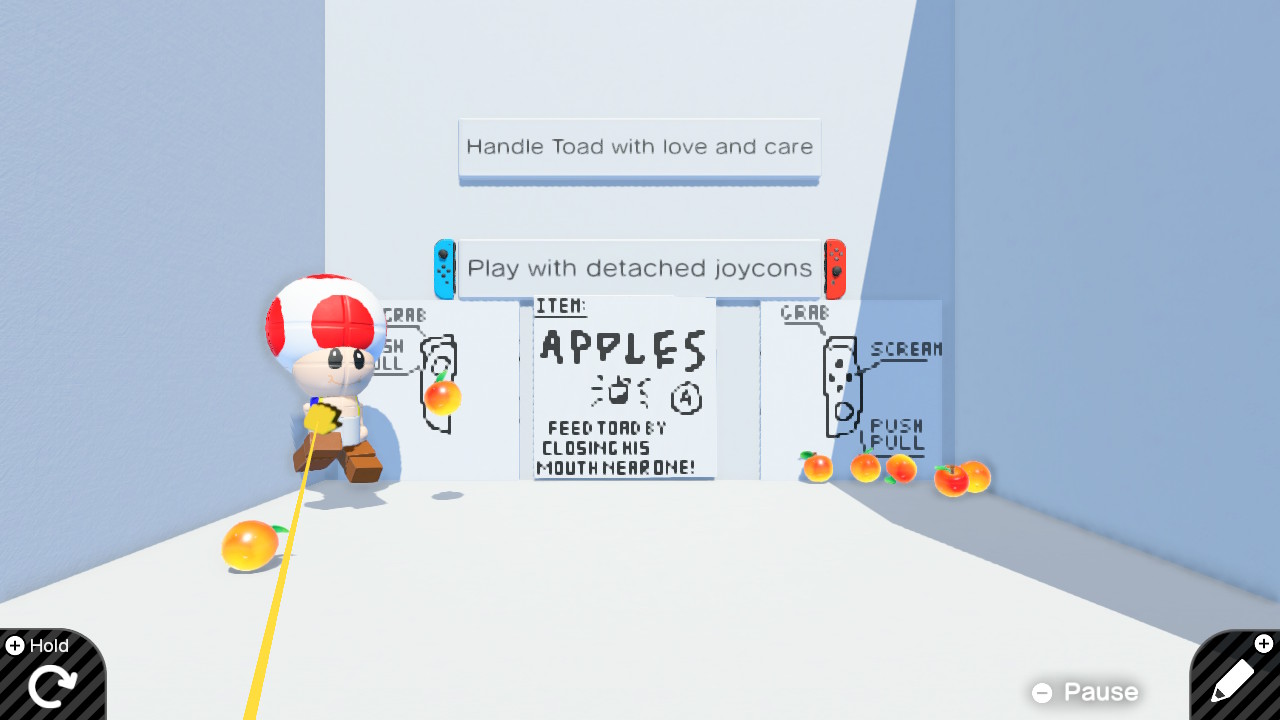 Handle Toad with love and care
Play with detached joycons
GRAB
ITEM:
APPLES
A
FEED TOAD BY
CLOSING HIS
MOUTH NEAR ONE!
GRAB
SCREAM
PUSH
PULL
Hold
Pause